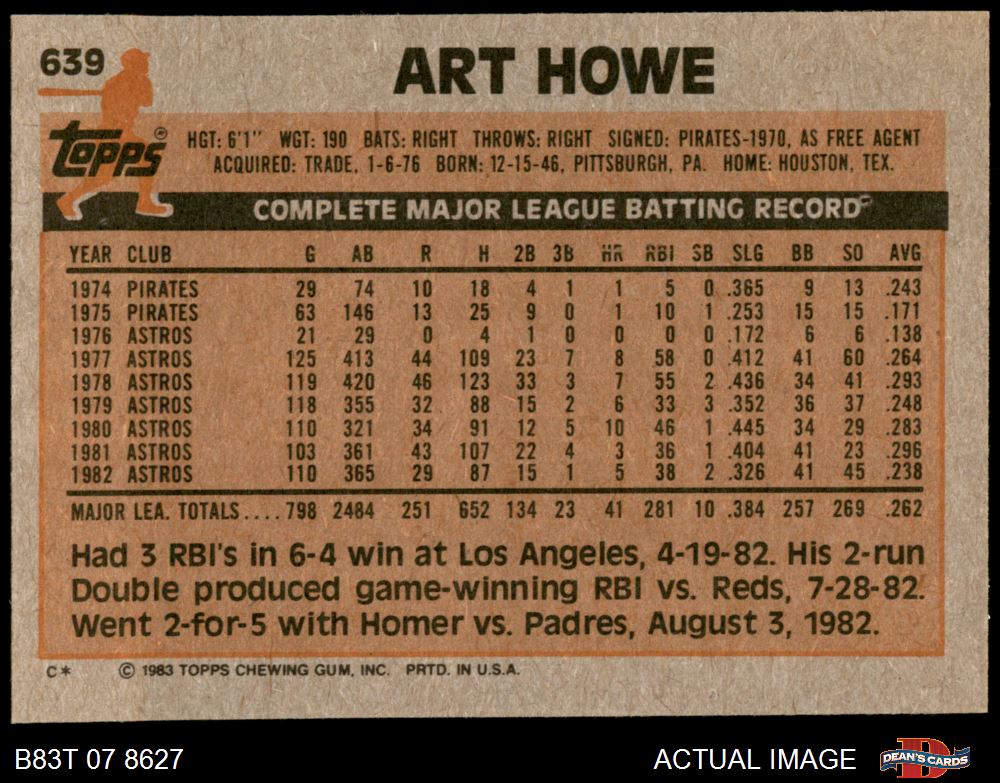 639
ART HOWE
topps®
HGT: 6'1" WGT: 190 BATS: RIGHT THROWS: RIGHT SIGNED: PIRATES-1970, AS FREE AGENT
ACQUIRED: TRADE, 1-6-76 BORN: 12-15-46, PITTSBURGH, PA. HOME: HOUSTON, TEX.
COMPLETE MAJOR LEAGUE BATTING RECORD
YEAR CLUB G AB R H 2B 3B HR RBI SB SLG BB SO AVG
1974 PIRATES 29 74 10 18 4 1 1 5 0 .365 9 13 .243
1975 PIRATES 63 146 13 25 9 0 1 10 1 .253 15 15 .171
1976 ASTROS 21 29 0 4 1 0 0 0 0 .172 6 6 .138
1977 ASTROS 125 413 44 109 23 7 8 58 0 .412 41 60 .264
1978 ASTROS 119 420 46 123 33 3 7 55 2 .436 34 41 .293
1979 ASTROS 118 355 32 88 15 2 6 33 3 .352 36 37 .248
1980 ASTROS 110 321 34 91 12 5 10 46 1 .445 34 29 .283
1981 ASTROS 103 361 43 107 22 4 3 36 1 .404 41 23 .296
1982 ASTROS 110 365 29 87 15 1 5 38 2 .326 41 45 .238
MAJOR LEA. TOTALS....798 2484 251 652 134 23 41 281 10 .384 257 269 .262
Had 3 RBI's in 6-4 win at Los Angeles, 4-19-82. His 2-run
Double produced game-winning RBI vs. Reds, 7-28-82.
Went 2-for-5 with Homer vs. Padres, August 3, 1982.
C* © 1983 TOPPS CHEWING GUM, INC. PRTD. IN U.S.A.
B83T 07 8627 ACTUAL IMAGE DEAN'S CARDS